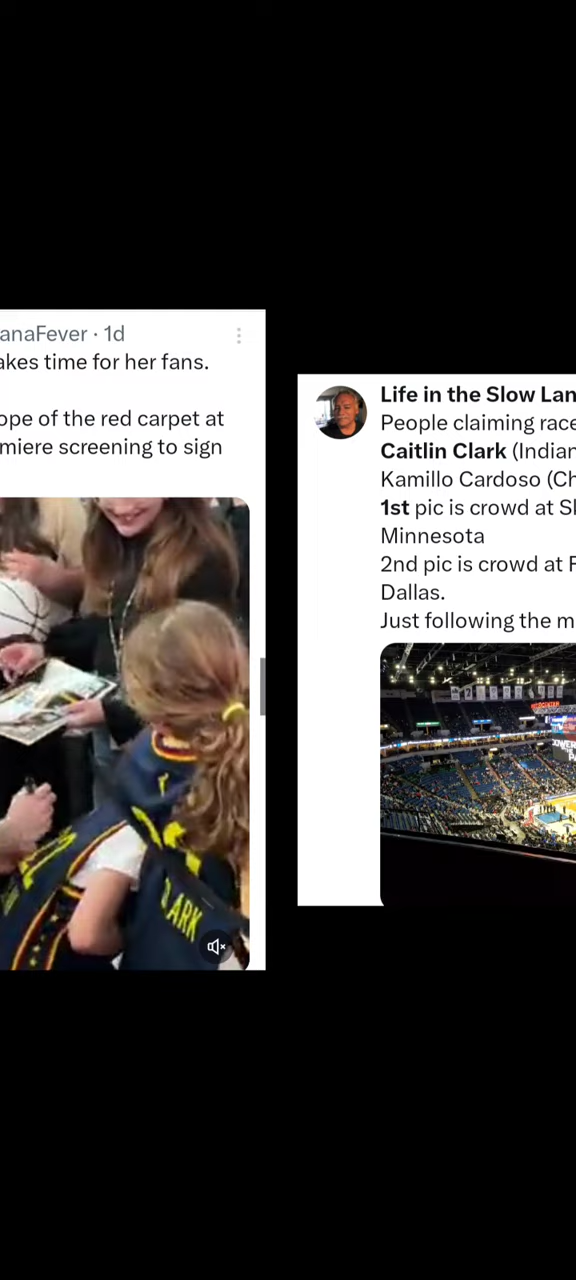 anaFever · 1d
akes time for her fans.
ope of the red carpet at
miere screening to sign
ARK
Life in the Slow Lan
People claiming race
Caitlin Clark (Indian
Kamillo Cardoso (Ch
1st pic is crowd at Sk
Minnesota
2nd pic is crowd at F
Dallas.
Just following the m